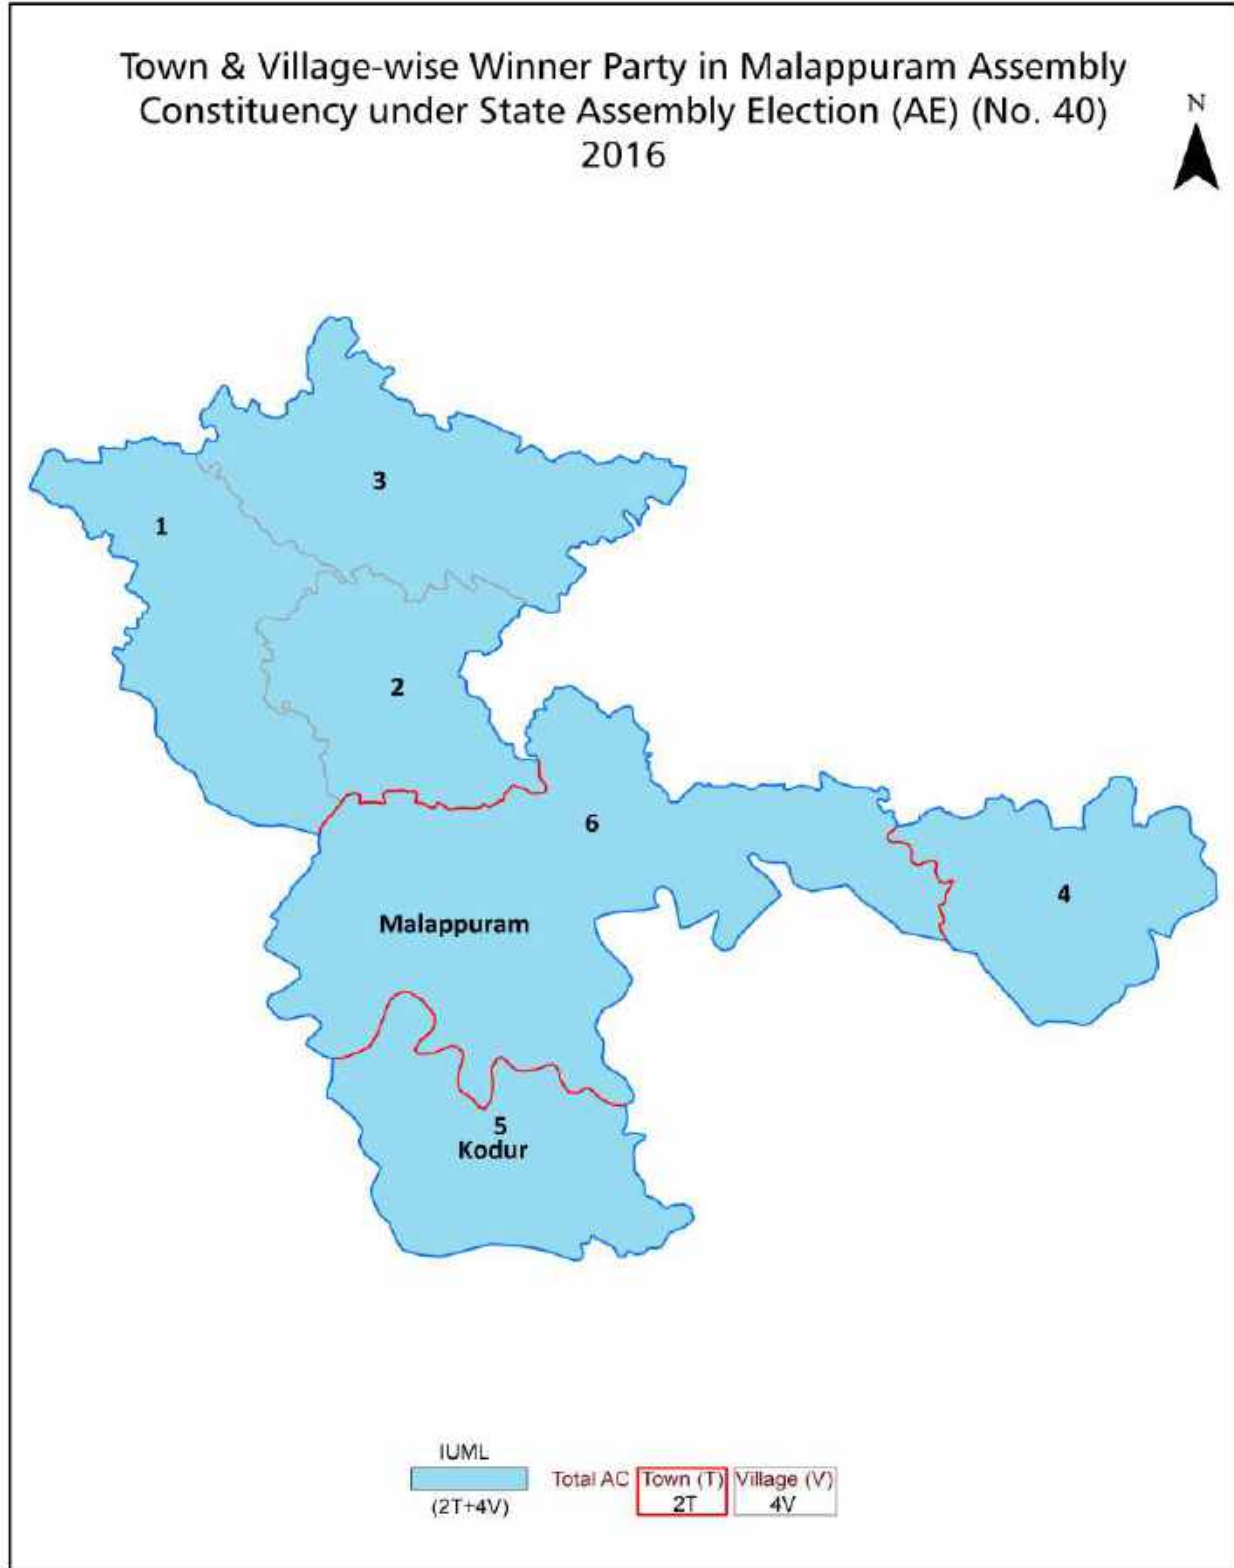 Town & Village-wise Winner Party in Malappuram Assembly
Constituency under State Assembly Election (AE) (No. 40)
2016
N
3
1
2
6
4
Malappuram
5
Kodur
IUML
Total AC Town (T) Village (V)
(2T+4V) 2T 4V